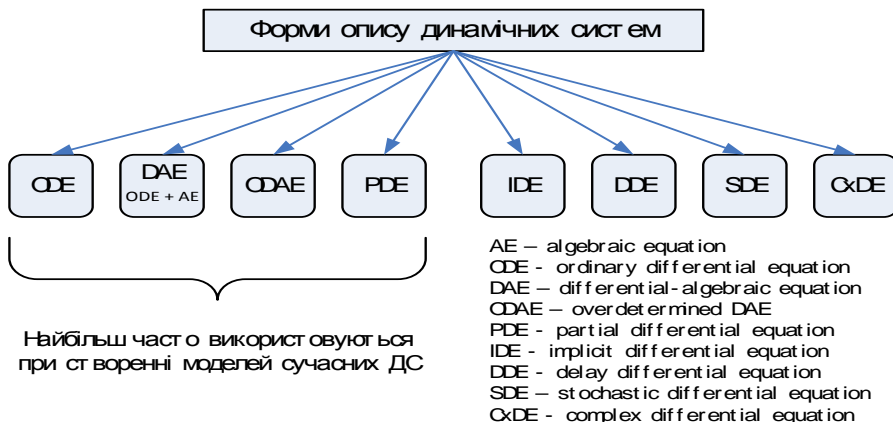 Форми опису динамічних систем
ODE
DAE
ODE + AE
ODAE
PDE
IDE
DDE
SDE
CxDE
Найбільш часто використовуються
при створенні моделей сучасних ДС
AE – algebraic equation
ODE - ordinary differential equation
DAE – differential-algebraic equation
ODAE – overdetermined DAE
PDE - partial differential equation
IDE - implicit differential equation
DDE - delay differential equation
SDE – stochastic differential equation
CxDE - complex differential equation